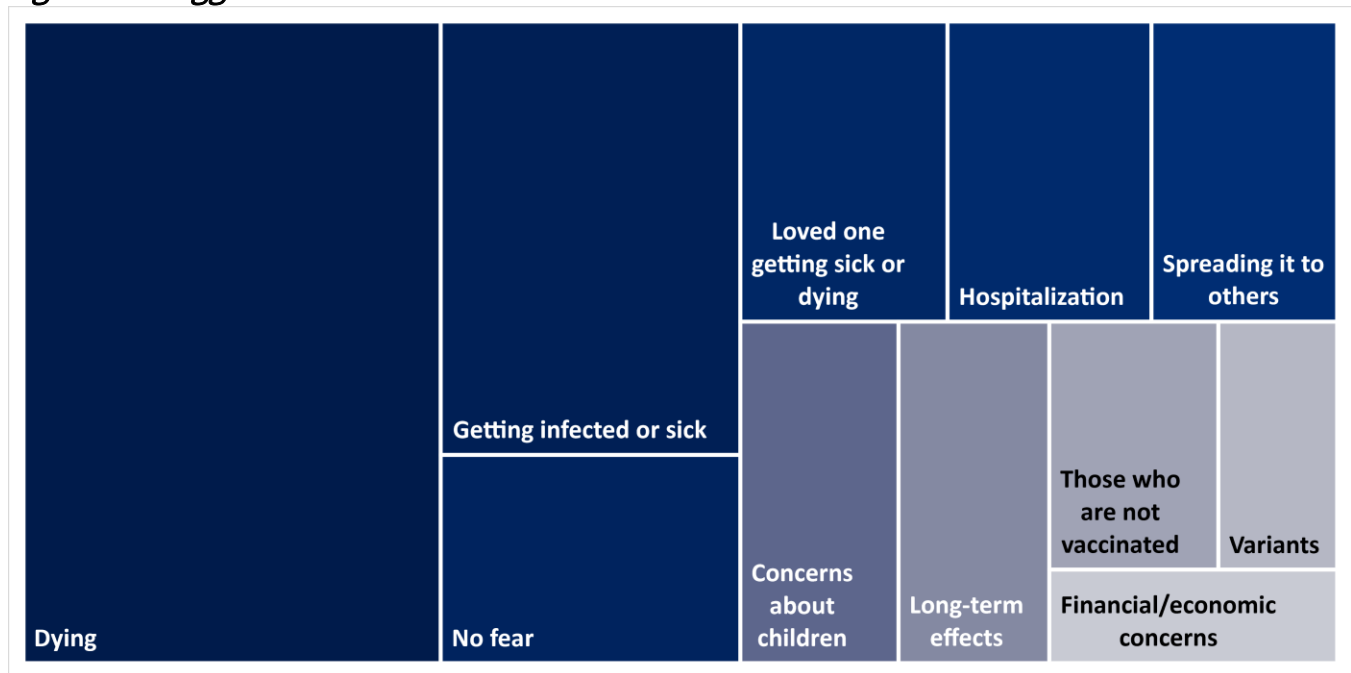 Dying
Getting infected or sick
No fear
Loved one
getting sick or
dying
Hospitalization
Spreading it to
others
Concerns
about
children
Long-term
effects
Those who
are not
vaccinated
Variants
Financial/economic
concerns